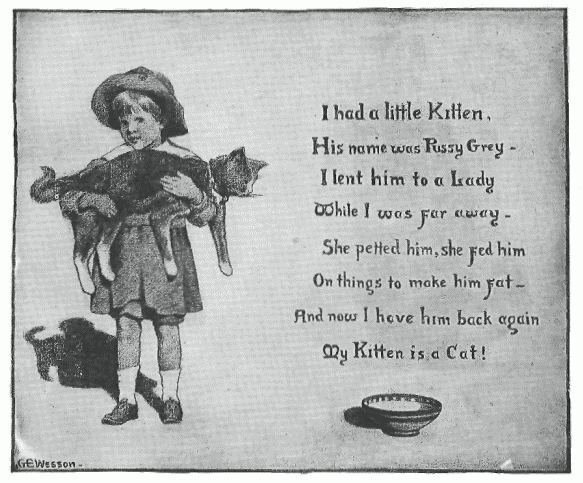 I had a little Kitten,
His name was Pussy Grey -
I lent him to a Lady
While I was far away -
She petted him, she fed him
On things to make him fat -
And now I have him back again
My Kitten is a Cat!
G.E.Wesson -